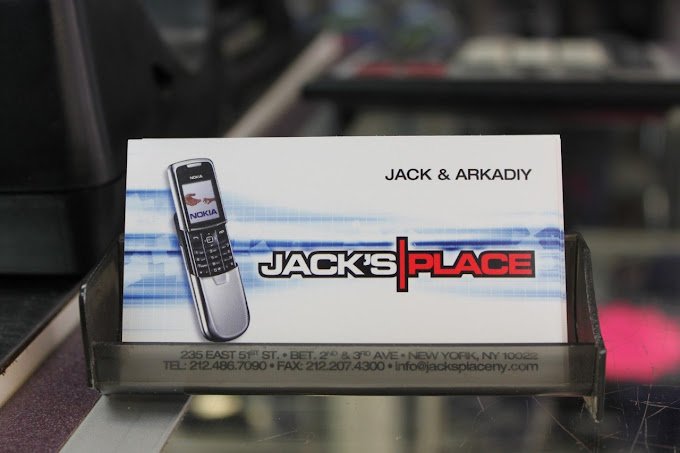 JACK & ARKADIY
NOKIA
NOKIA
JACK'S|PLACE
235 EAST 51ST ST. • BET. 2ND & 3RD AVE • NEW YORK, NY 10022
TEL: 212.486.7090 • FAX: 212.207.4300 • info@jacksplaceny.com